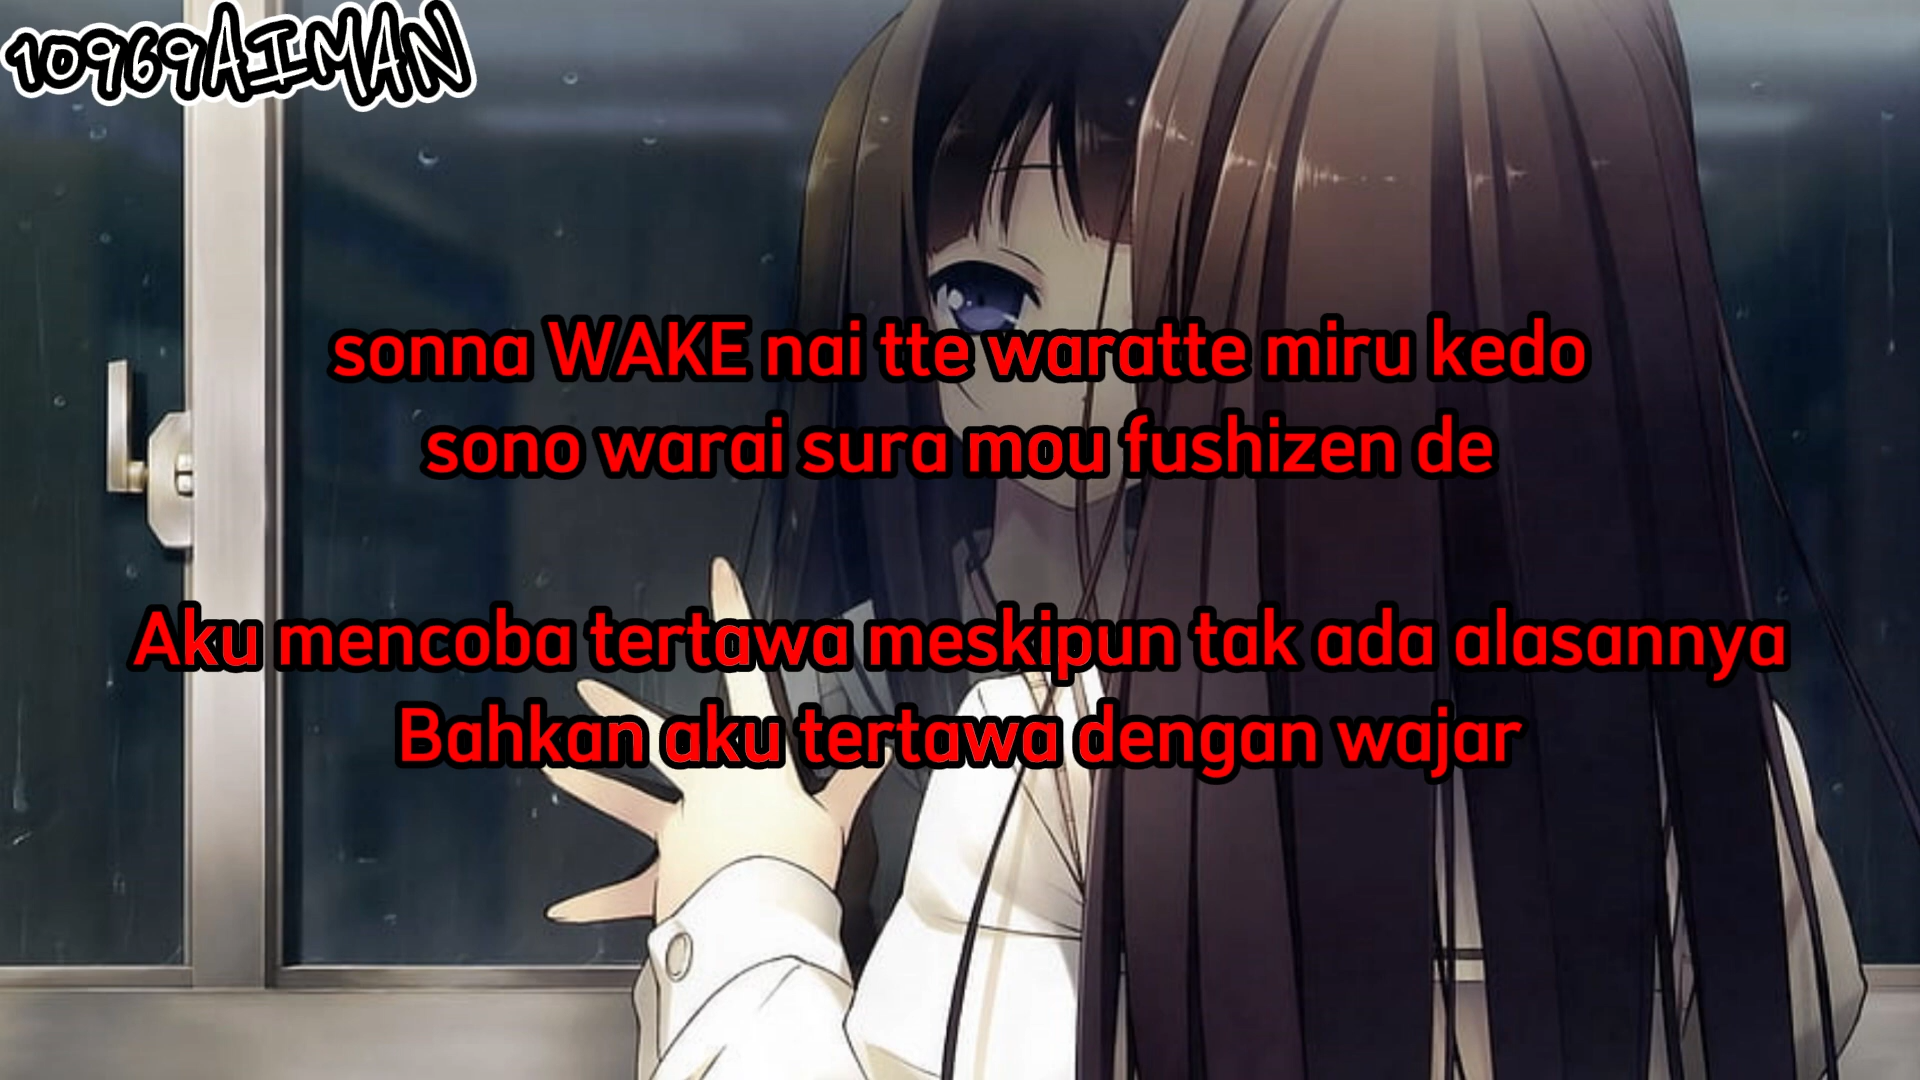 10969AIMAN
sonna WAKE nai tte waratte miru kedo
sono warai sura mou fushizen de
Aku mencoba tertawa meskipun tak ada alasannya
Bahkan aku tertawa dengan wajar